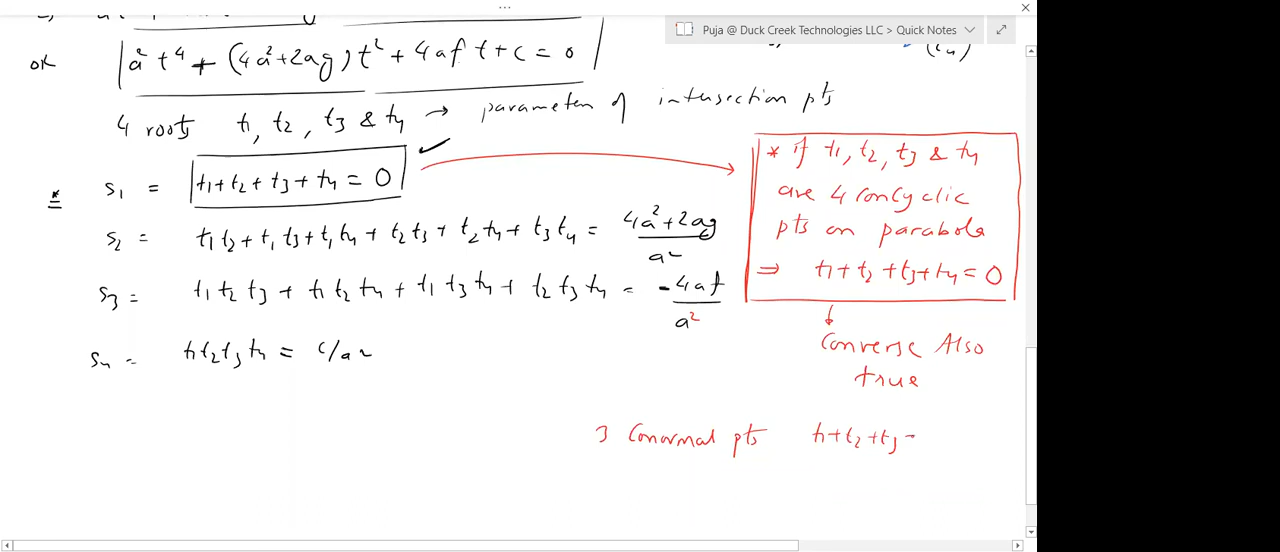 Puja @ Duck Creek Technologies LLC > Quick Notes
or a²t⁴ + (4a²+2ag)t² + 4aft + c = 0
4 roots t₁, t₂, t₃ & t₄ → parameter of intersection pts
* S₁ = t₁+t₂+t₃+t₄ = 0 ✓
S₂ = t₁t₂+t₁t₃+t₁t₄+t₂t₃+t₂t₄+t₃t₄ = (4a²+2ag)/a²
S₃ = t₁t₂t₃ + t₁t₂t₄ + t₁t₃t₄ + t₂t₃t₄ = -4af/a²
S₄ = t₁t₂t₃t₄ = c/a²
* if t₁, t₂, t₃ & t₄
are 4 concyclic
pts on parabola
⇒ t₁+t₂+t₃+t₄ = 0
↓
Converse Also
true
3 Conormal pts t₁+t₂+t₃ -